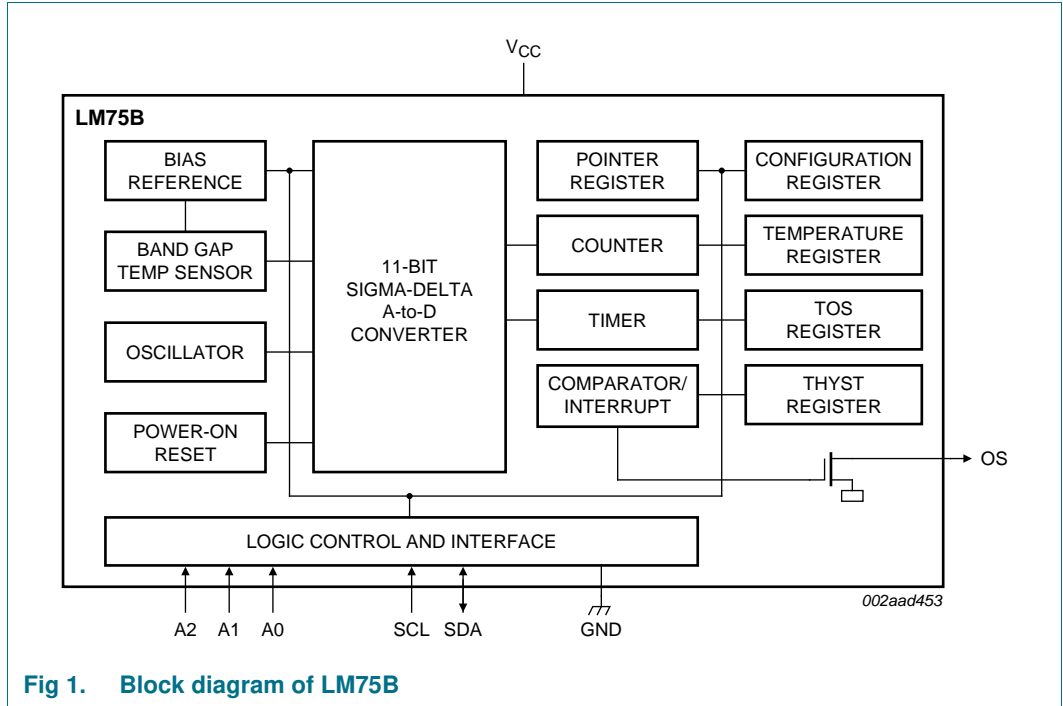 VCC
LM75B
BIAS
REFERENCE
BAND GAP
TEMP SENSOR
OSCILLATOR
POWER-ON
RESET
11-BIT
SIGMA-DELTA
A-to-D
CONVERTER
POINTER
REGISTER
COUNTER
TIMER
COMPARATOR/
INTERRUPT
CONFIGURATION
REGISTER
TEMPERATURE
REGISTER
TOS
REGISTER
THYST
REGISTER
OS
LOGIC CONTROL AND INTERFACE
002aad453
A2 A1 A0 SCL SDA GND
Fig 1. Block diagram of LM75B